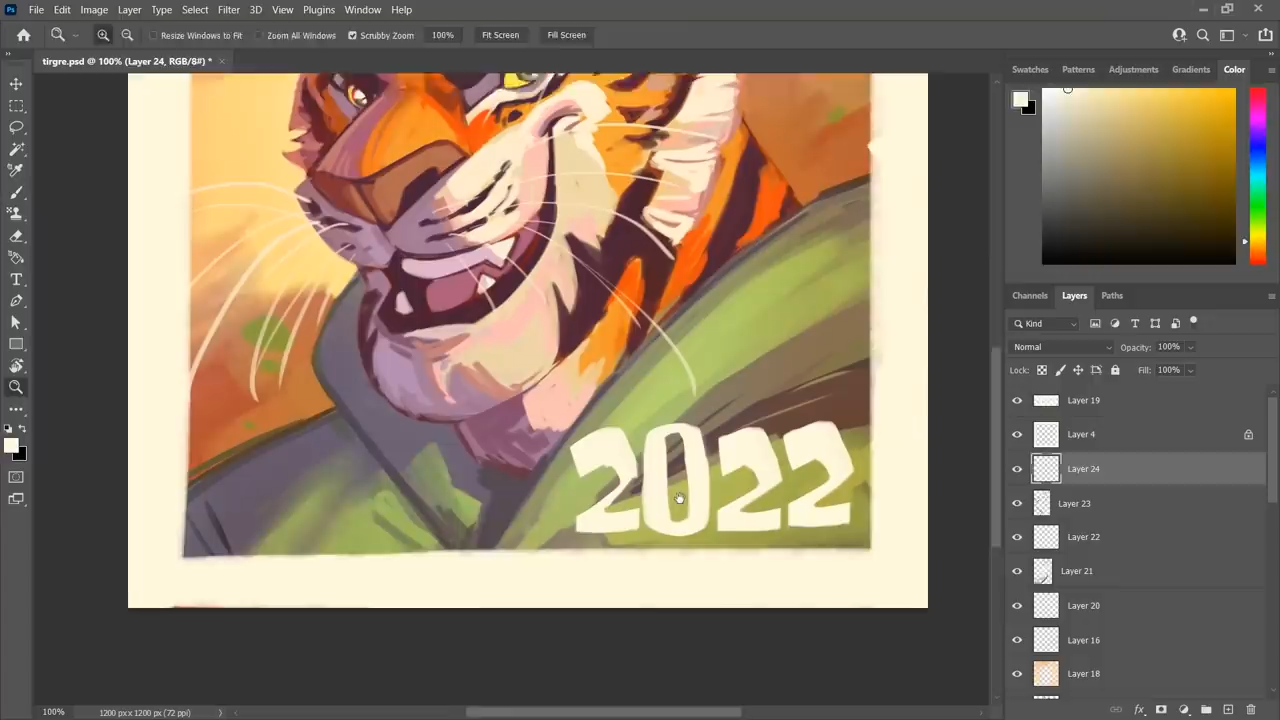 Ps File Edit Image Layer Type Select Filter 3D View Plugins Window Help
Resize Windows to Fit Zoom All Windows Scrubby Zoom 100% Fit Screen Fill Screen
tirgre.psd @ 100% (Layer 24, RGB/8#) *
Swatches Patterns Adjustments Gradients Color
Channels Layers Paths
Kind
Normal Opacity: 100%
Lock: Fill: 100%
Layer 19
Layer 4
Layer 24
Layer 23
Layer 22
Layer 21
Layer 20
Layer 16
Layer 18
2022
100% 1200 px x 1200 px (72 ppi)